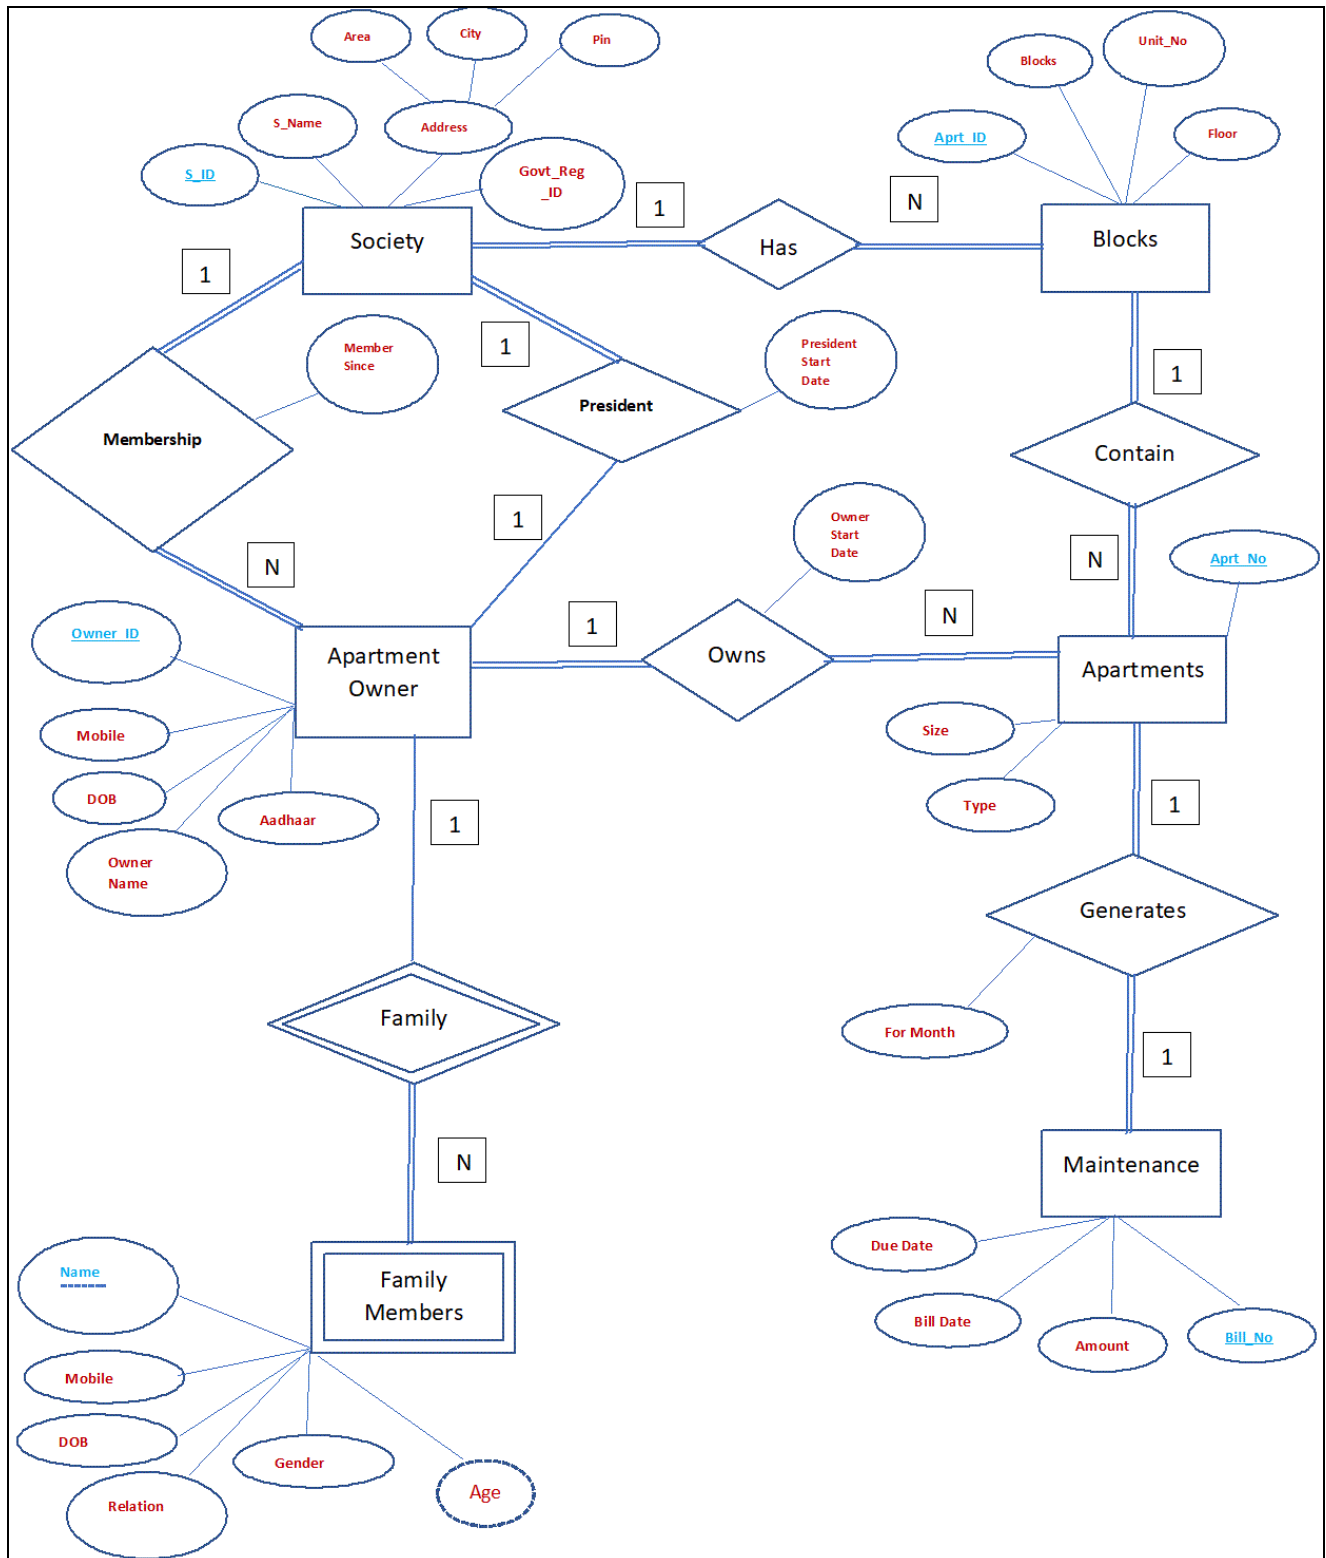 Area
City
Pin
Unit_No
Blocks
S_Name
Address
Aprt_ID
Floor
S_ID
Govt_Reg
_ID
Society
1
Has
N
Blocks
1
Member
Since
1
President
Start
Date
1
Membership
President
Contain
N
1
Owner
Start
Date
N
Aprt_No
Owner_ID
Apartment
Owner
1
Owns
N
Apartments
Mobile
Size
DOB
Aadhaar
Type
1
1
Owner
Name
Generates
Family
For Month
1
N
Maintenance
Due Date
Name
Family
Members
Bill Date
Amount
Bill_No
Mobile
DOB
Gender
Relation
Age